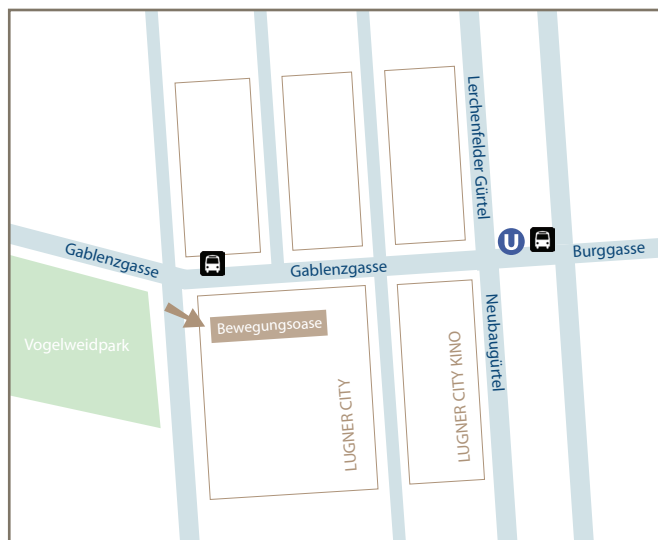 Lerchenfelder Gürtel
Gablenzgasse
U
Burggasse
Gablenzgasse
Bewegungsoase
Vogelweidpark
Neubaugürtel
LUGNER CITY
LUGNER CITY KINO